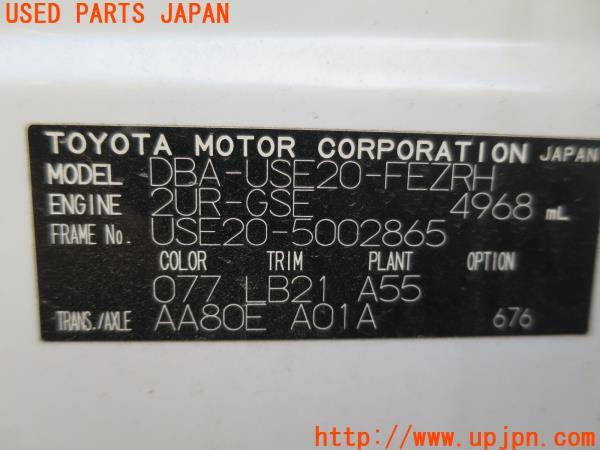 USED PARTS JAPAN
TOYOTA MOTOR CORPORATION JAPAN
MODEL DBA-USE20-FEZRH
ENGINE 2UR-GSE 4968 mL
FRAME No. USE20-5002865
COLOR TRIM PLANT OPTION
077 LB21 A55
TRANS./AXLE AA80E A01A 676
http://www.upjpn.com/